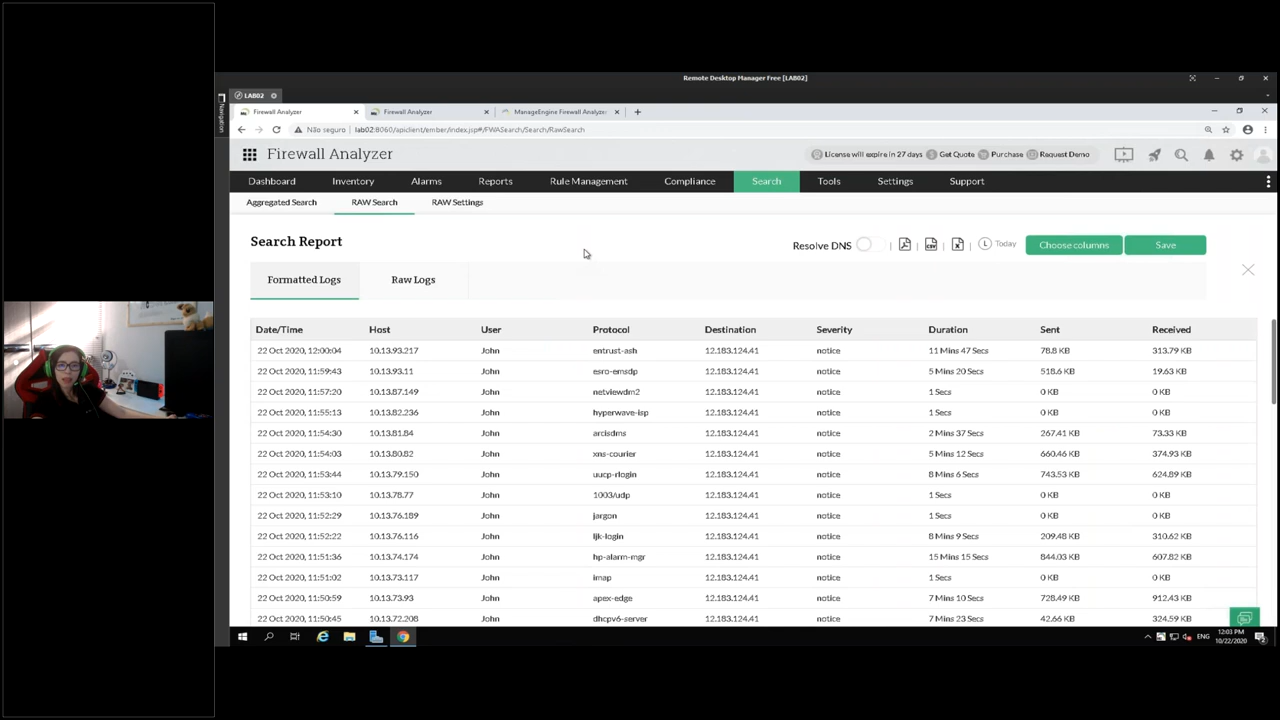 Remote Desktop Manager Free [LAB02]
LAB02
Navigation
Firewall Analyzer
Firewall Analyzer
ManageEngine Firewall Analyze
Não seguro
lab02:8060/apiclient/ember/index.jsp#/FWASearch/Search/RawSearch
Firewall Analyzer
License will expire in 27 days
Get Quote
Purchase
Request Demo
Dashboard Inventory Alarms Reports Rule Management Compliance Search Tools Settings Support
Aggregated Search RAW Search RAW Settings
Search Report
Resolve DNS
CSV
Today
Choose columns
Save
Formatted Logs Raw Logs
Date/Time Host User Protocol Destination Severity Duration Sent Received
22 Oct 2020, 12:00:04 10.13.93.217 John entrust-ash 12.183.124.41 notice 11 Mins 47 Secs 78.8 KB 313.79 KB
22 Oct 2020, 11:59:43 10.13.93.11 John esro-emsdp 12.183.124.41 notice 5 Mins 20 Secs 518.6 KB 19.63 KB
22 Oct 2020, 11:57:20 10.13.87.149 John netviewdm2 12.183.124.41 notice 1 Secs 0 KB 0 KB
22 Oct 2020, 11:55:13 10.13.82.236 John hyperwave-isp 12.183.124.41 notice 1 Secs 0 KB 0 KB
22 Oct 2020, 11:54:30 10.13.81.84 John arcisdms 12.183.124.41 notice 2 Mins 37 Secs 267.41 KB 73.33 KB
22 Oct 2020, 11:54:03 10.13.80.82 John xns-courier 12.183.124.41 notice 5 Mins 12 Secs 660.46 KB 374.93 KB
22 Oct 2020, 11:53:44 10.13.79.150 John uucp-rlogin 12.183.124.41 notice 8 Mins 6 Secs 743.53 KB 624.89 KB
22 Oct 2020, 11:53:10 10.13.78.77 John 1003/udp 12.183.124.41 notice 1 Secs 0 KB 0 KB
22 Oct 2020, 11:52:29 10.13.76.189 John jargon 12.183.124.41 notice 1 Secs 0 KB 0 KB
22 Oct 2020, 11:52:22 10.13.76.116 John ljk-login 12.183.124.41 notice 8 Mins 9 Secs 209.48 KB 310.62 KB
22 Oct 2020, 11:51:36 10.13.74.174 John hp-alarm-mgr 12.183.124.41 notice 15 Mins 15 Secs 844.03 KB 607.82 KB
22 Oct 2020, 11:51:02 10.13.73.117 John imap 12.183.124.41 notice 1 Secs 0 KB 0 KB
22 Oct 2020, 11:50:59 10.13.73.93 John apex-edge 12.183.124.41 notice 7 Mins 10 Secs 728.49 KB 912.43 KB
22 Oct 2020, 11:50:45 10.13.72.208 John dhcpv6-server 12.183.124.41 notice 7 Mins 23 Secs 42.66 KB 324.59 KB
ENG
12:03 PM
10/22/2020